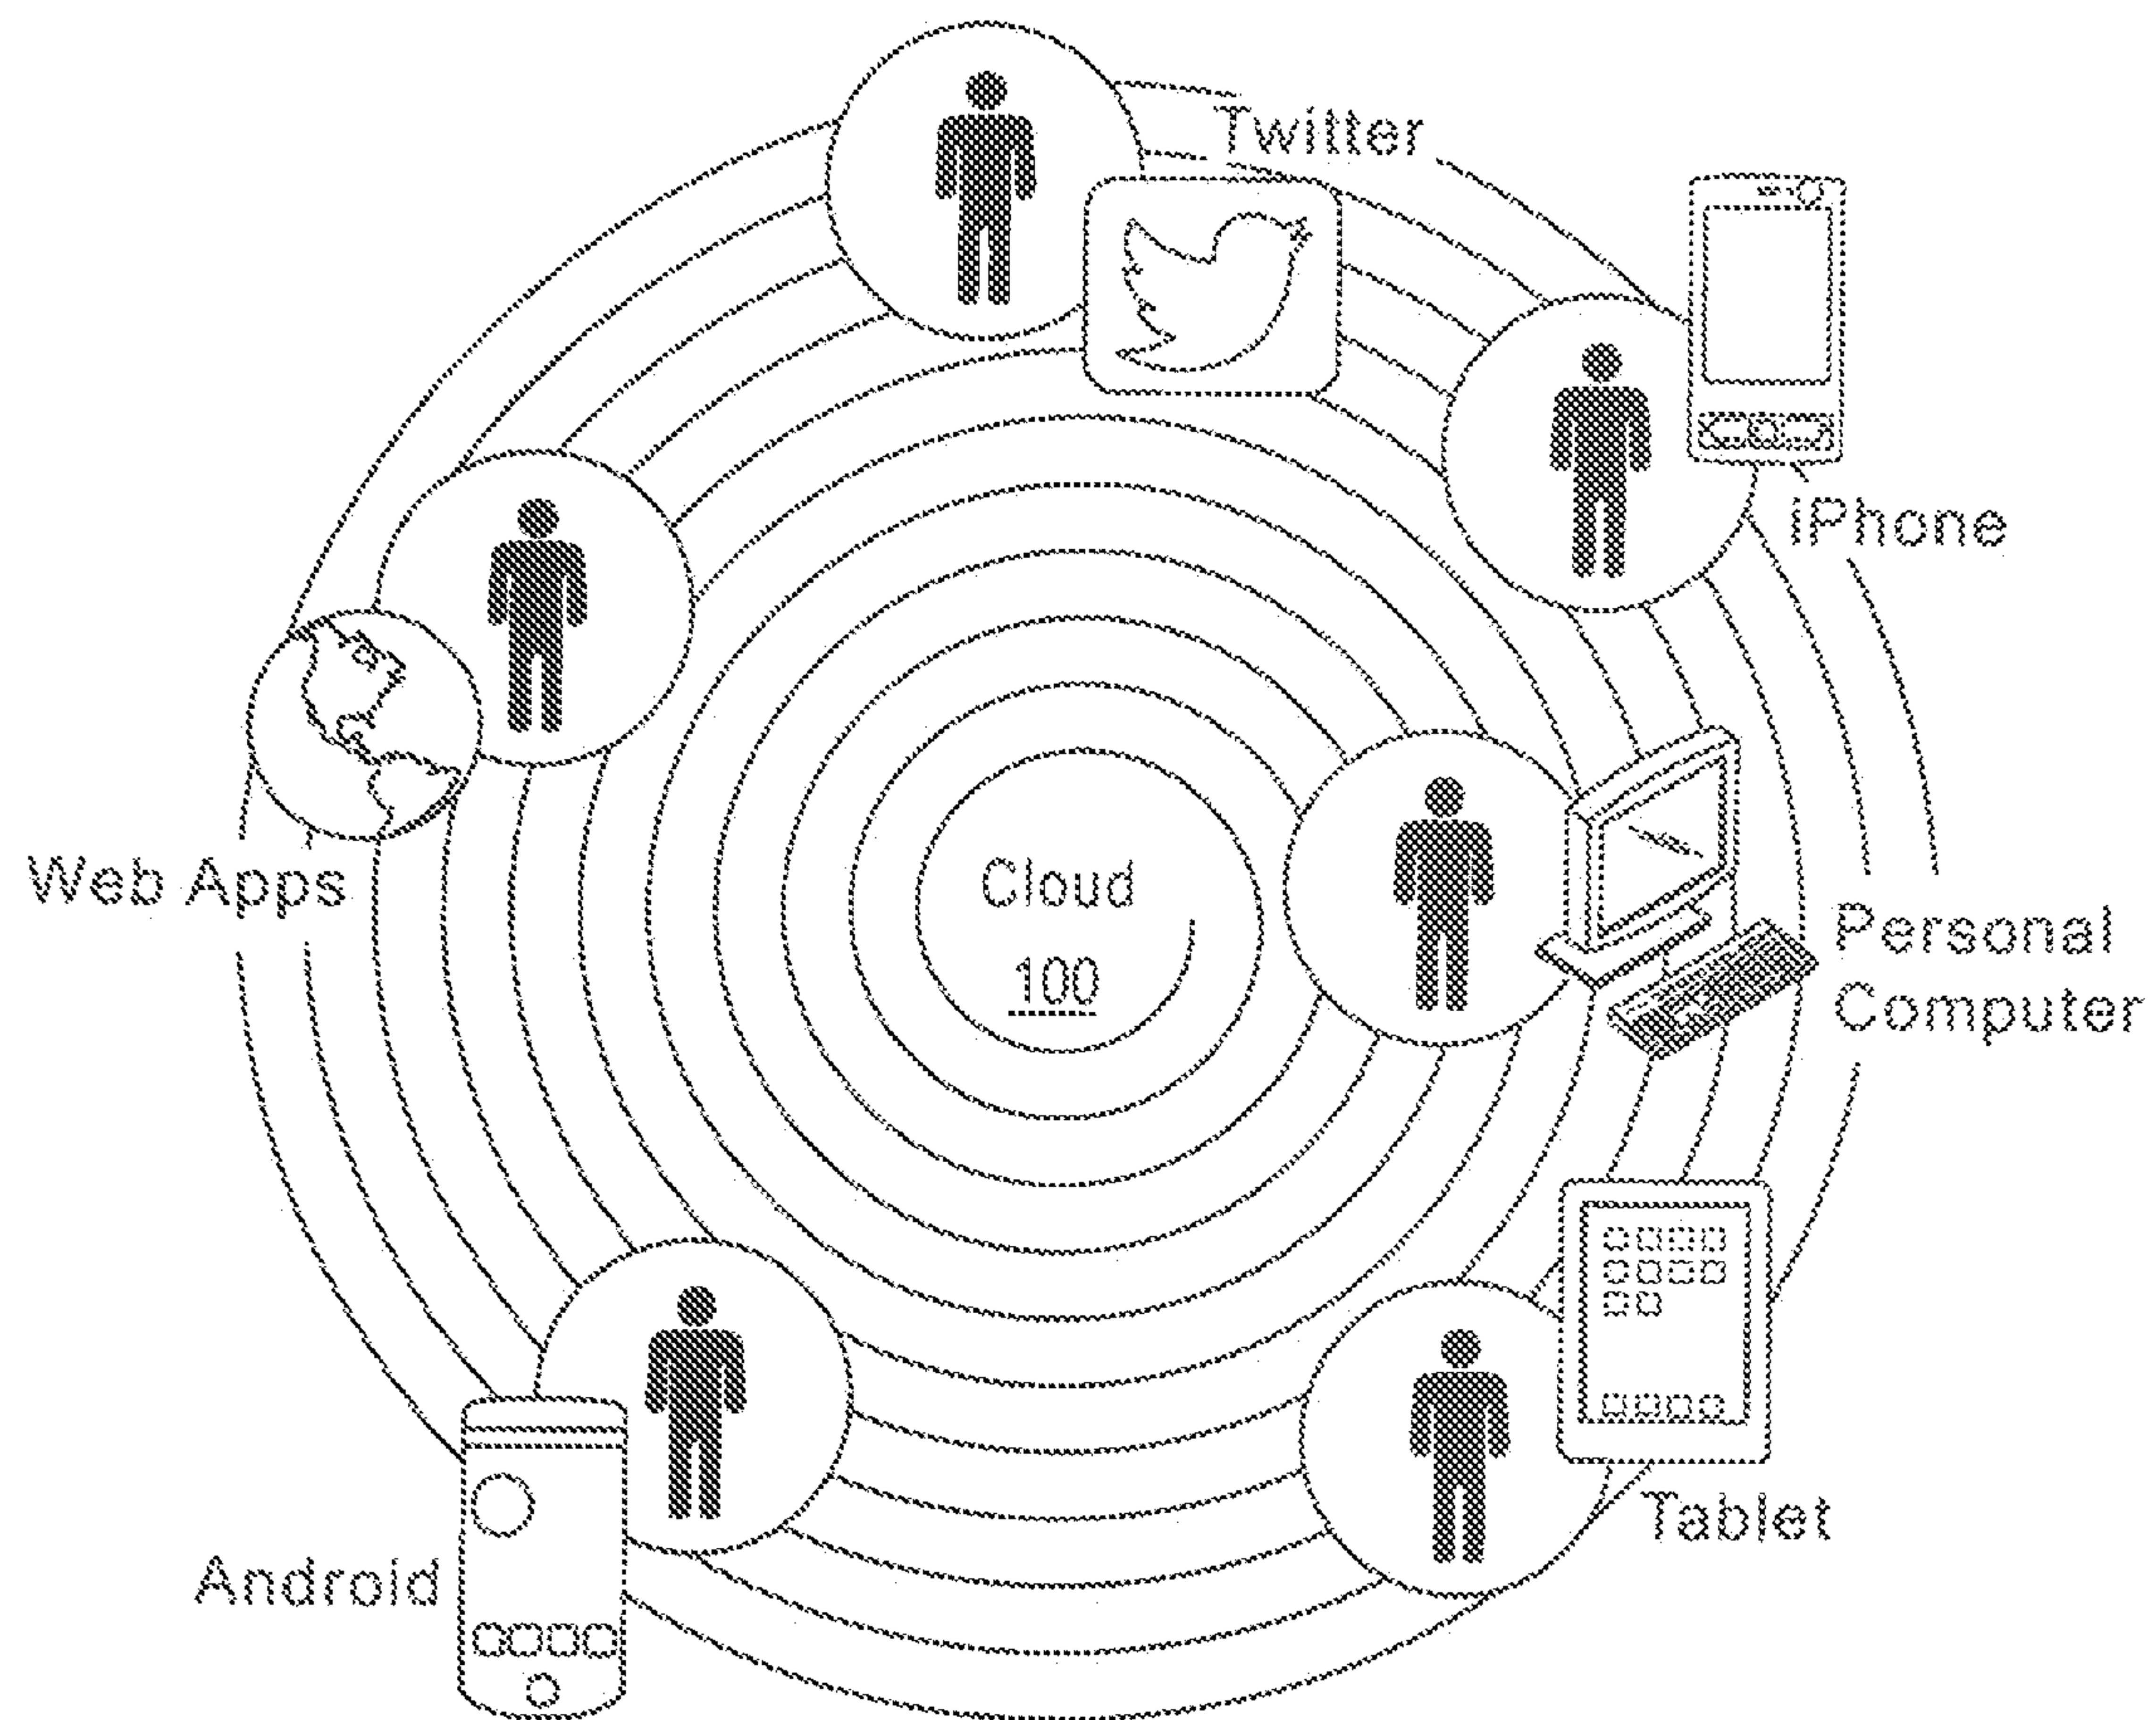 Twitter
iPhone
Cloud
100
Web Apps
Personal
Computer
Tablet
Android